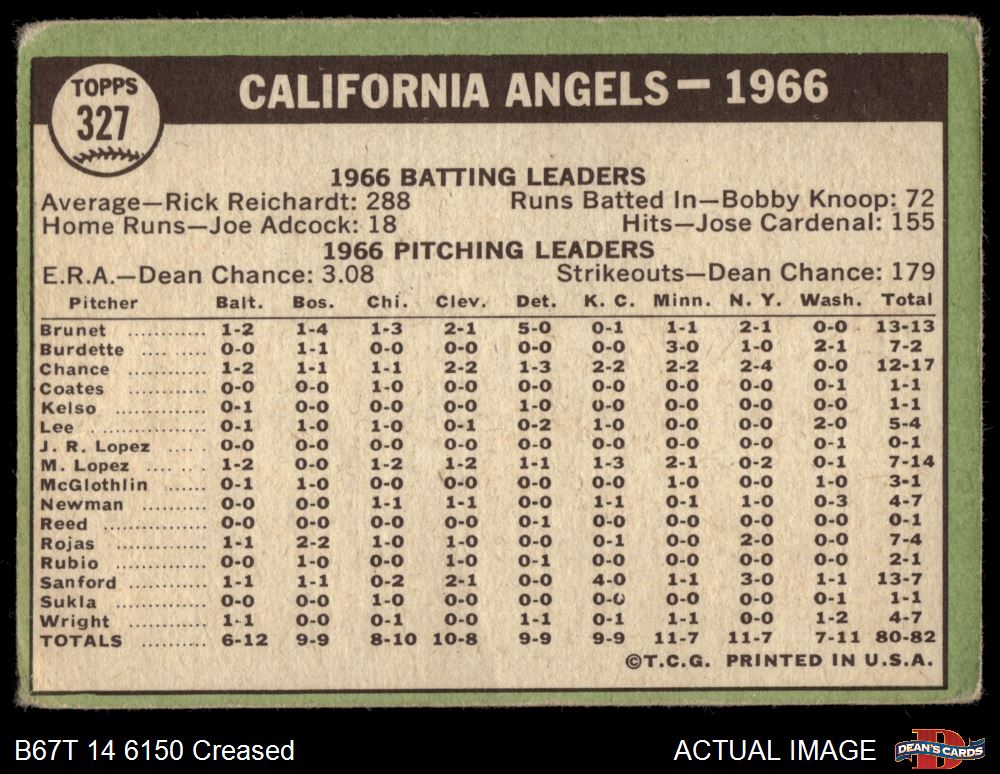 TOPPS
327
CALIFORNIA ANGELS — 1966
1966 BATTING LEADERS
Average—Rick Reichardt: 288 Runs Batted In—Bobby Knoop: 72
Home Runs—Joe Adcock: 18 Hits—Jose Cardenal: 155
1966 PITCHING LEADERS
E.R.A.—Dean Chance: 3.08 Strikeouts—Dean Chance: 179
Pitcher Balt. Bos. Chi. Clev. Det. K. C. Minn. N. Y. Wash. Total
Brunet ............ 1-2 1-4 1-3 2-1 5-0 0-1 1-1 2-1 0-0 13-13
Burdette .... ...... 0-0 1-1 0-0 0-0 0-0 0-0 3-0 1-0 2-1 7-2
Chance ............ 1-2 1-1 1-1 2-2 1-3 2-2 2-2 2-4 0-0 12-17
Coates ............ 0-0 0-0 1-0 0-0 0-0 0-0 0-0 0-0 0-1 1-1
Kelso .............. 0-1 0-0 0-0 0-0 1-0 0-0 0-0 0-0 0-0 1-1
Lee .. .............. 0-1 1-0 1-0 0-1 0-2 1-0 0-0 0-0 2-0 5-4
J. R. Lopez ..... 0-0 0-0 0-0 0-0 0-0 0-0 0-0 0-0 0-1 0-1
M. Lopez .... .. . 1-2 0-0 1-2 1-2 1-1 1-3 2-1 0-2 0-1 7-14
McGlothlin ...... 0-1 1-0 0-0 0-0 0-0 0-0 1-0 0-0 1-0 3-1
Newman .......... 0-0 0-0 1-1 1-1 0-0 1-1 0-1 1-0 0-3 4-7
Reed ............... 0-0 0-0 0-0 0-0 0-1 0-0 0-0 0-0 0-0 0-1
Rojas .............. 1-1 2-2 1-0 1-0 0-0 0-1 0-0 2-0 0-0 7-4
Rubio .............. 0-0 1-0 0-0 1-0 0-1 0-0 0-0 0-0 0-0 2-1
Sanford ........... 1-1 1-1 0-2 2-1 0-0 4-0 1-1 3-0 1-1 13-7
Sukla .............. 0-0 0-0 1-0 0-0 0-0 0-0 0-0 0-0 0-1 1-1
Wright ............. 1-1 0-0 0-1 0-0 1-1 0-1 1-1 0-0 1-2 4-7
TOTALS .......... 6-12 9-9 8-10 10-8 9-9 9-9 11-7 11-7 7-11 80-82
©T.C.G. PRINTED IN U.S.A.
B67T 14 6150 Creased ACTUAL IMAGE
DEAN'S CARDS